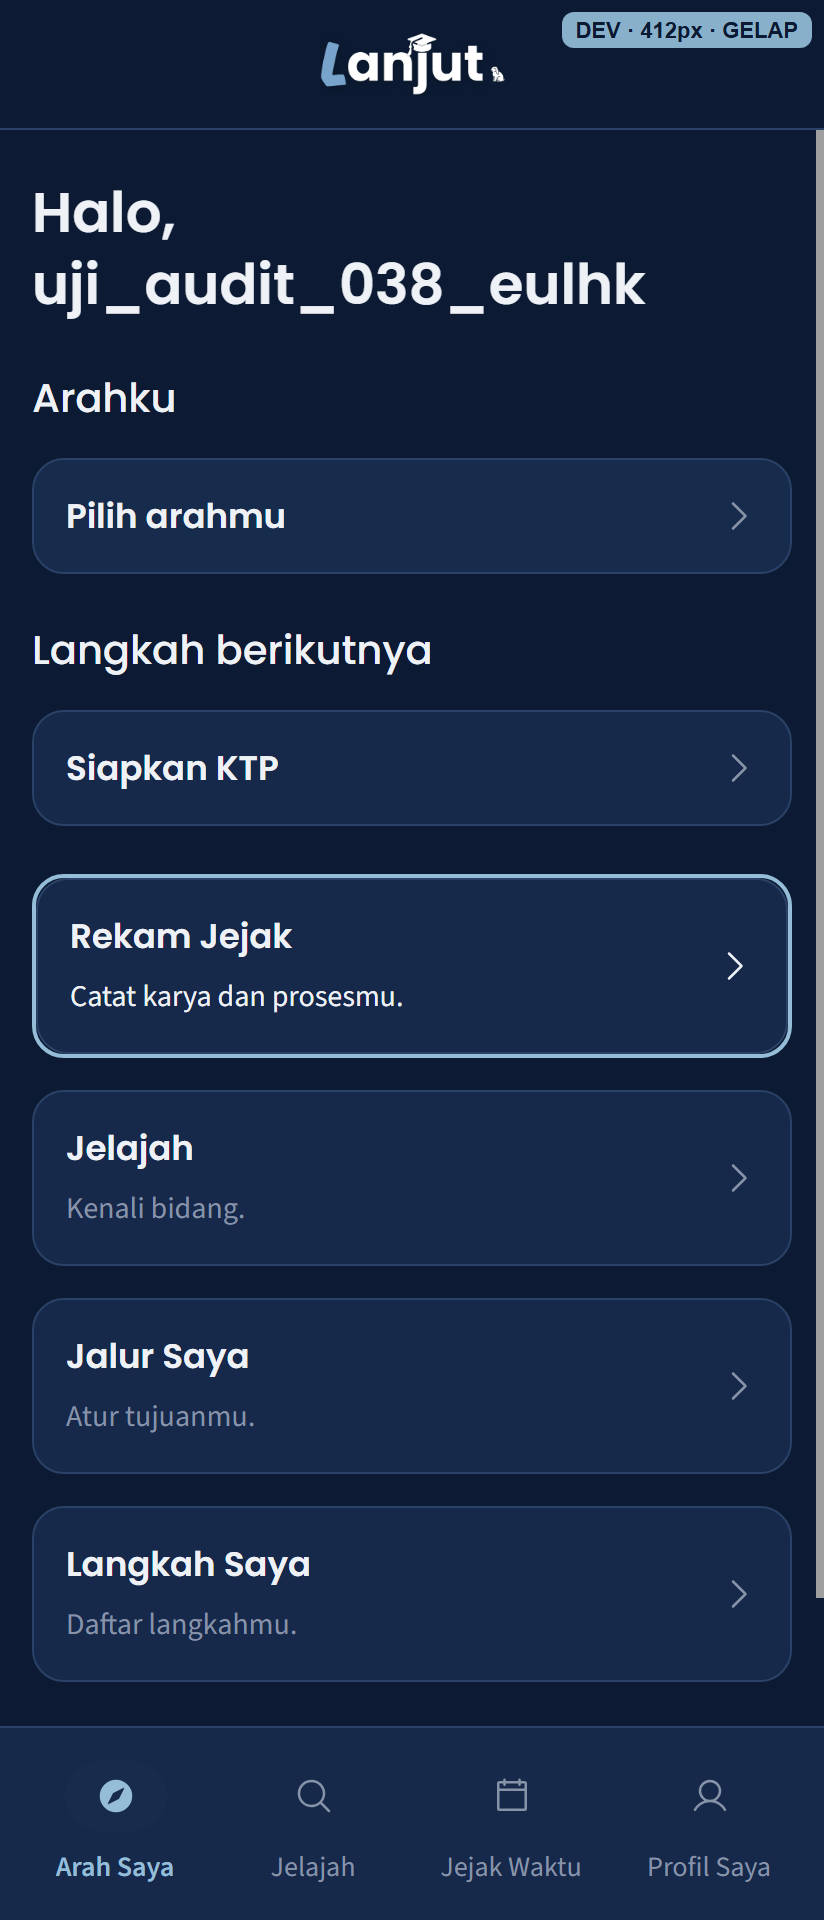 DEV · 412px · GELAP
Lanjut
Halo,
uji_audit_038_eulhk
Arahku
Pilih arahmu
Langkah berikutnya
Siapkan KTP
Rekam Jejak
Catat karya dan prosesmu.
Jelajah
Kenali bidang.
Jalur Saya
Atur tujuanmu.
Langkah Saya
Daftar langkahmu.
Arah Saya
Jelajah
Jejak Waktu
Profil Saya